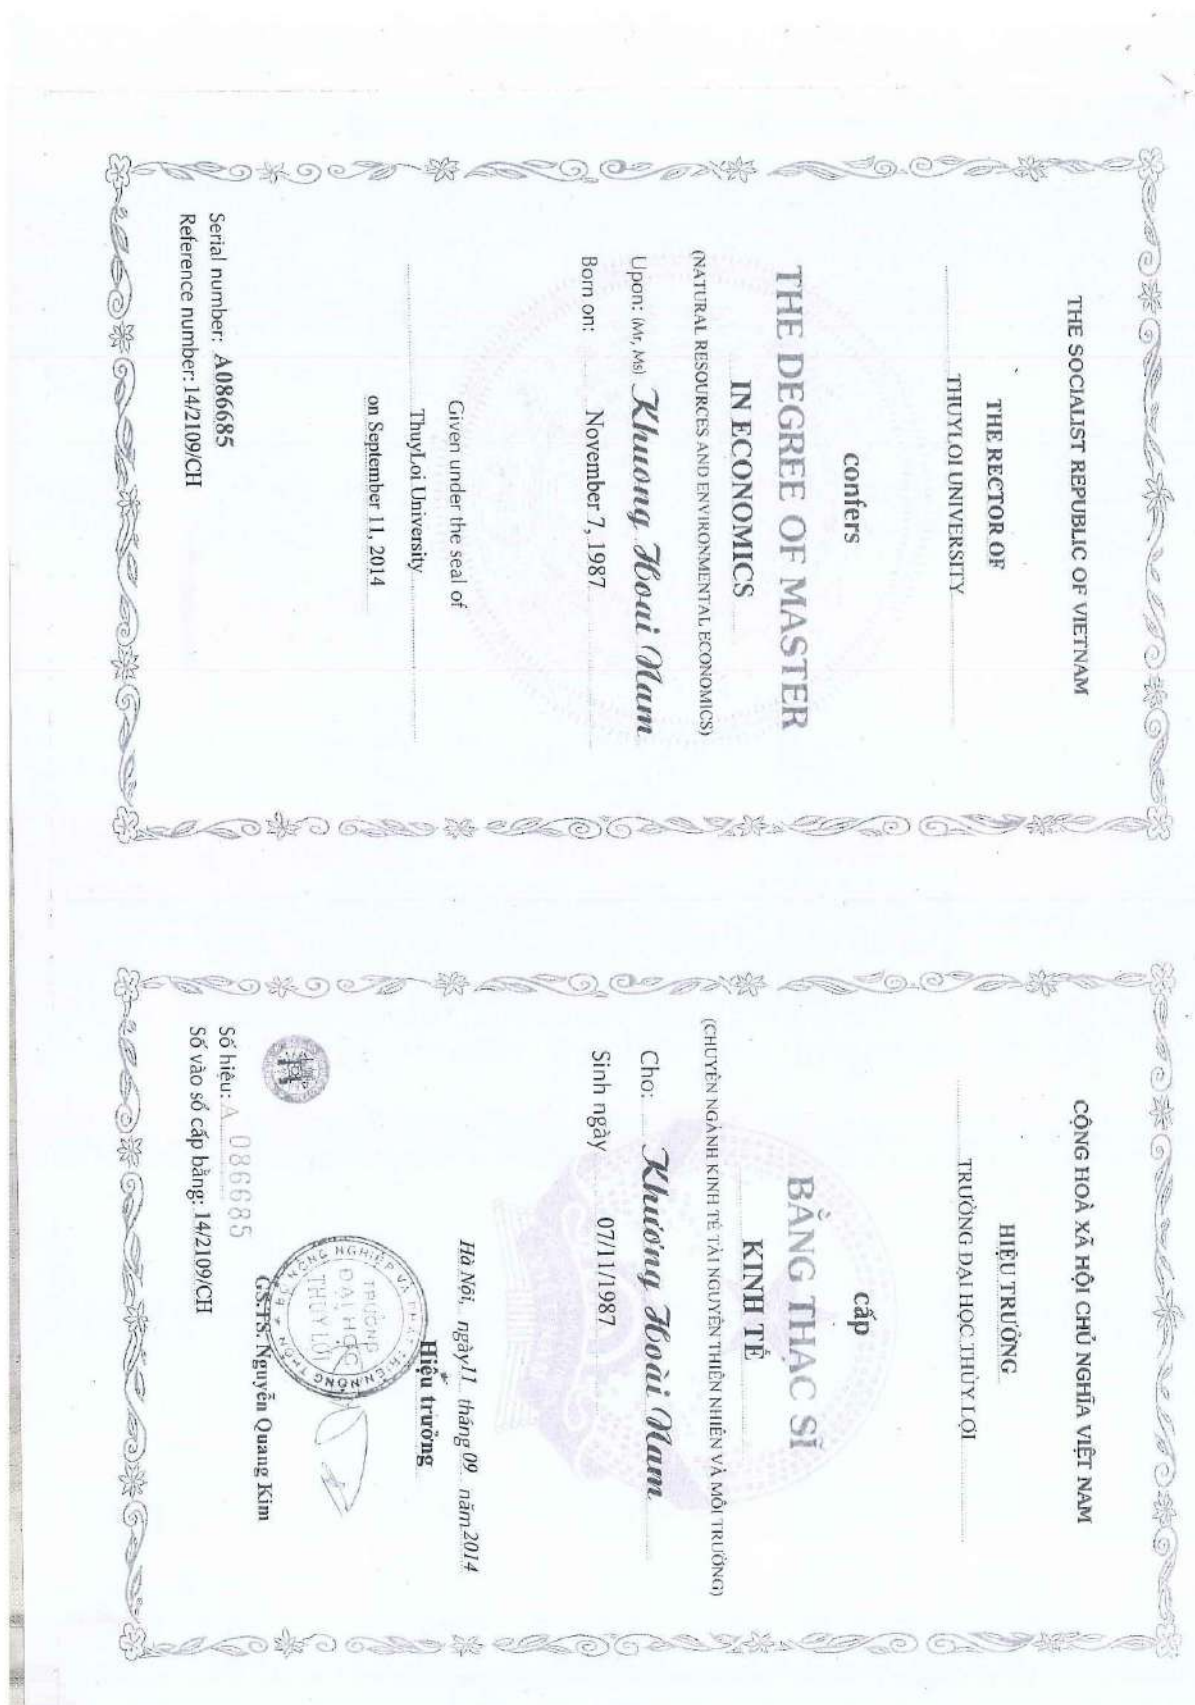 THE SOCIALIST REPUBLIC OF VIETNAM
THE RECTOR OF
THUYLOI UNIVERSITY
confers
THE DEGREE OF MASTER
IN ECONOMICS
(NATURAL RESOURCES AND ENVIRONMENTAL ECONOMICS)
Upon: (Mr, Ms) Khuong Hoai Nam
Born on: November 7, 1987
Given under the seal of
ThuyLoi University
on September 11, 2014
Serial number: A086685
Reference number: 14/2109/CH
CỘNG HOÀ XÃ HỘI CHỦ NGHĨA VIỆT NAM
HIỆU TRƯỞNG
TRƯỜNG ĐẠI HỌC THỦY LỢI
cấp
BẰNG THẠC SĨ
KINH TẾ
(CHUYÊN NGÀNH KINH TẾ TÀI NGUYÊN THIÊN NHIÊN VÀ MÔI TRƯỜNG)
Cho: Khương Hoài Nam
Sinh ngày 07/11/1987
Hà Nội, ngày 11 tháng 09 năm 2014
Hiệu trưởng
TRƯỜNG
ĐẠI HỌC
THỦY LỢI
GS.TS. Nguyễn Quang Kim
Số hiệu: A 086685
Số vào sổ cấp bằng: 14/2109/CH